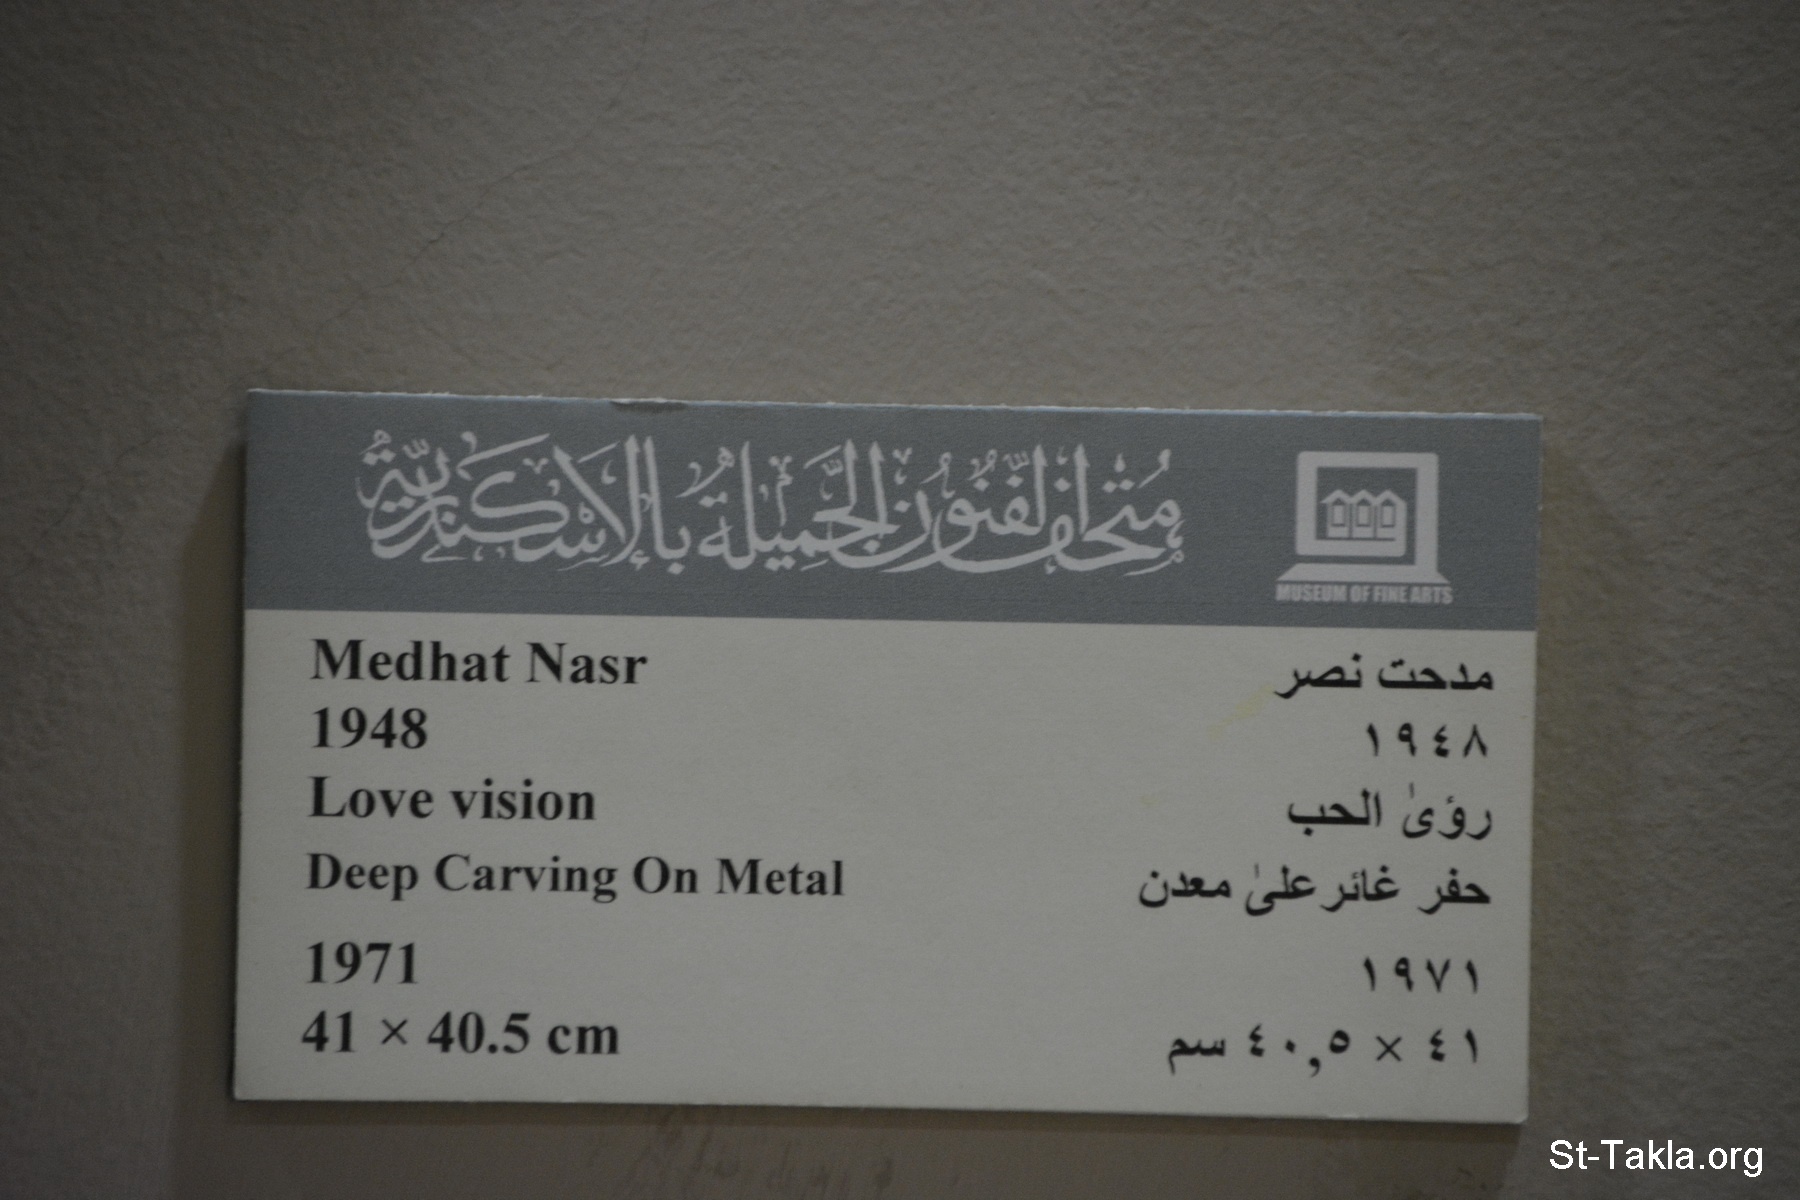 متحف الفنون الجميلة بالإسكندرية
MUSEUM OF FINE ARTS
Medhat Nasr
مدحت نصر
1948
١٩٤٨
Love vision
رؤىٰ الحب
Deep Carving On Metal
حفر غائر علىٰ معدن
1971
١٩٧١
41 × 40.5 cm
٤١ × ٤٠,٥ سم
St-Takla.org